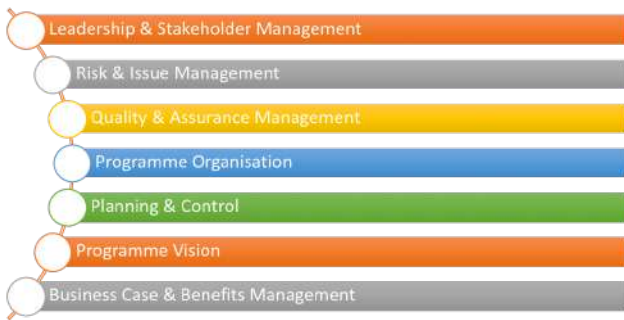 Leadership & Stakeholder Management
Risk & Issue Management
Quality & Assurance Management
Programme Organisation
Planning & Control
Programme Vision
Business Case & Benefits Management